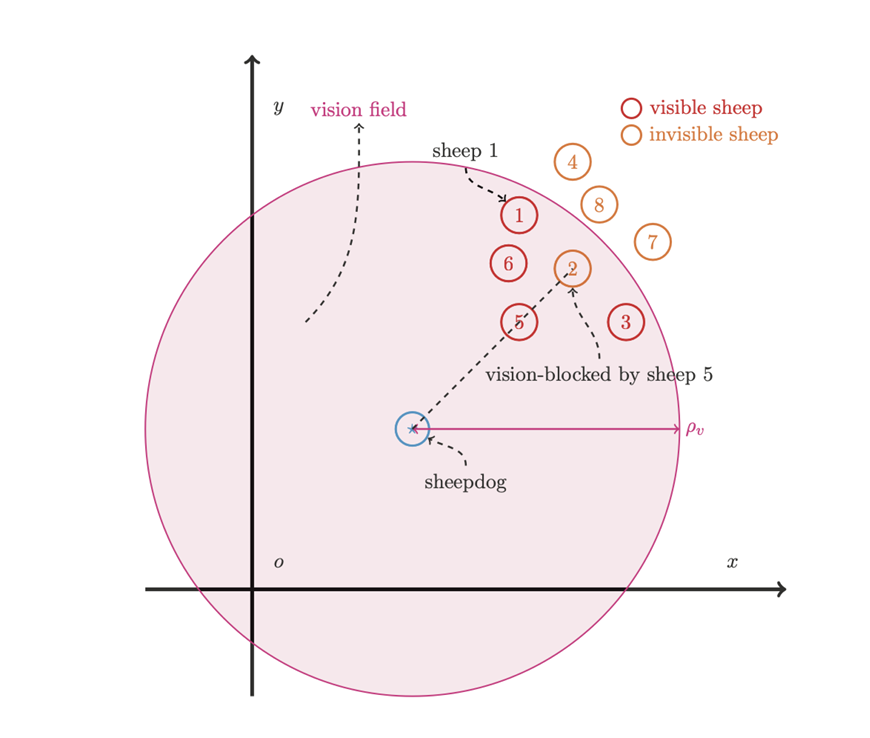 y
vision field
visible sheep
invisible sheep
sheep 1
4
8
1
7
6
2
5
3
vision-blocked by sheep 5
ρv
sheepdog
o
x